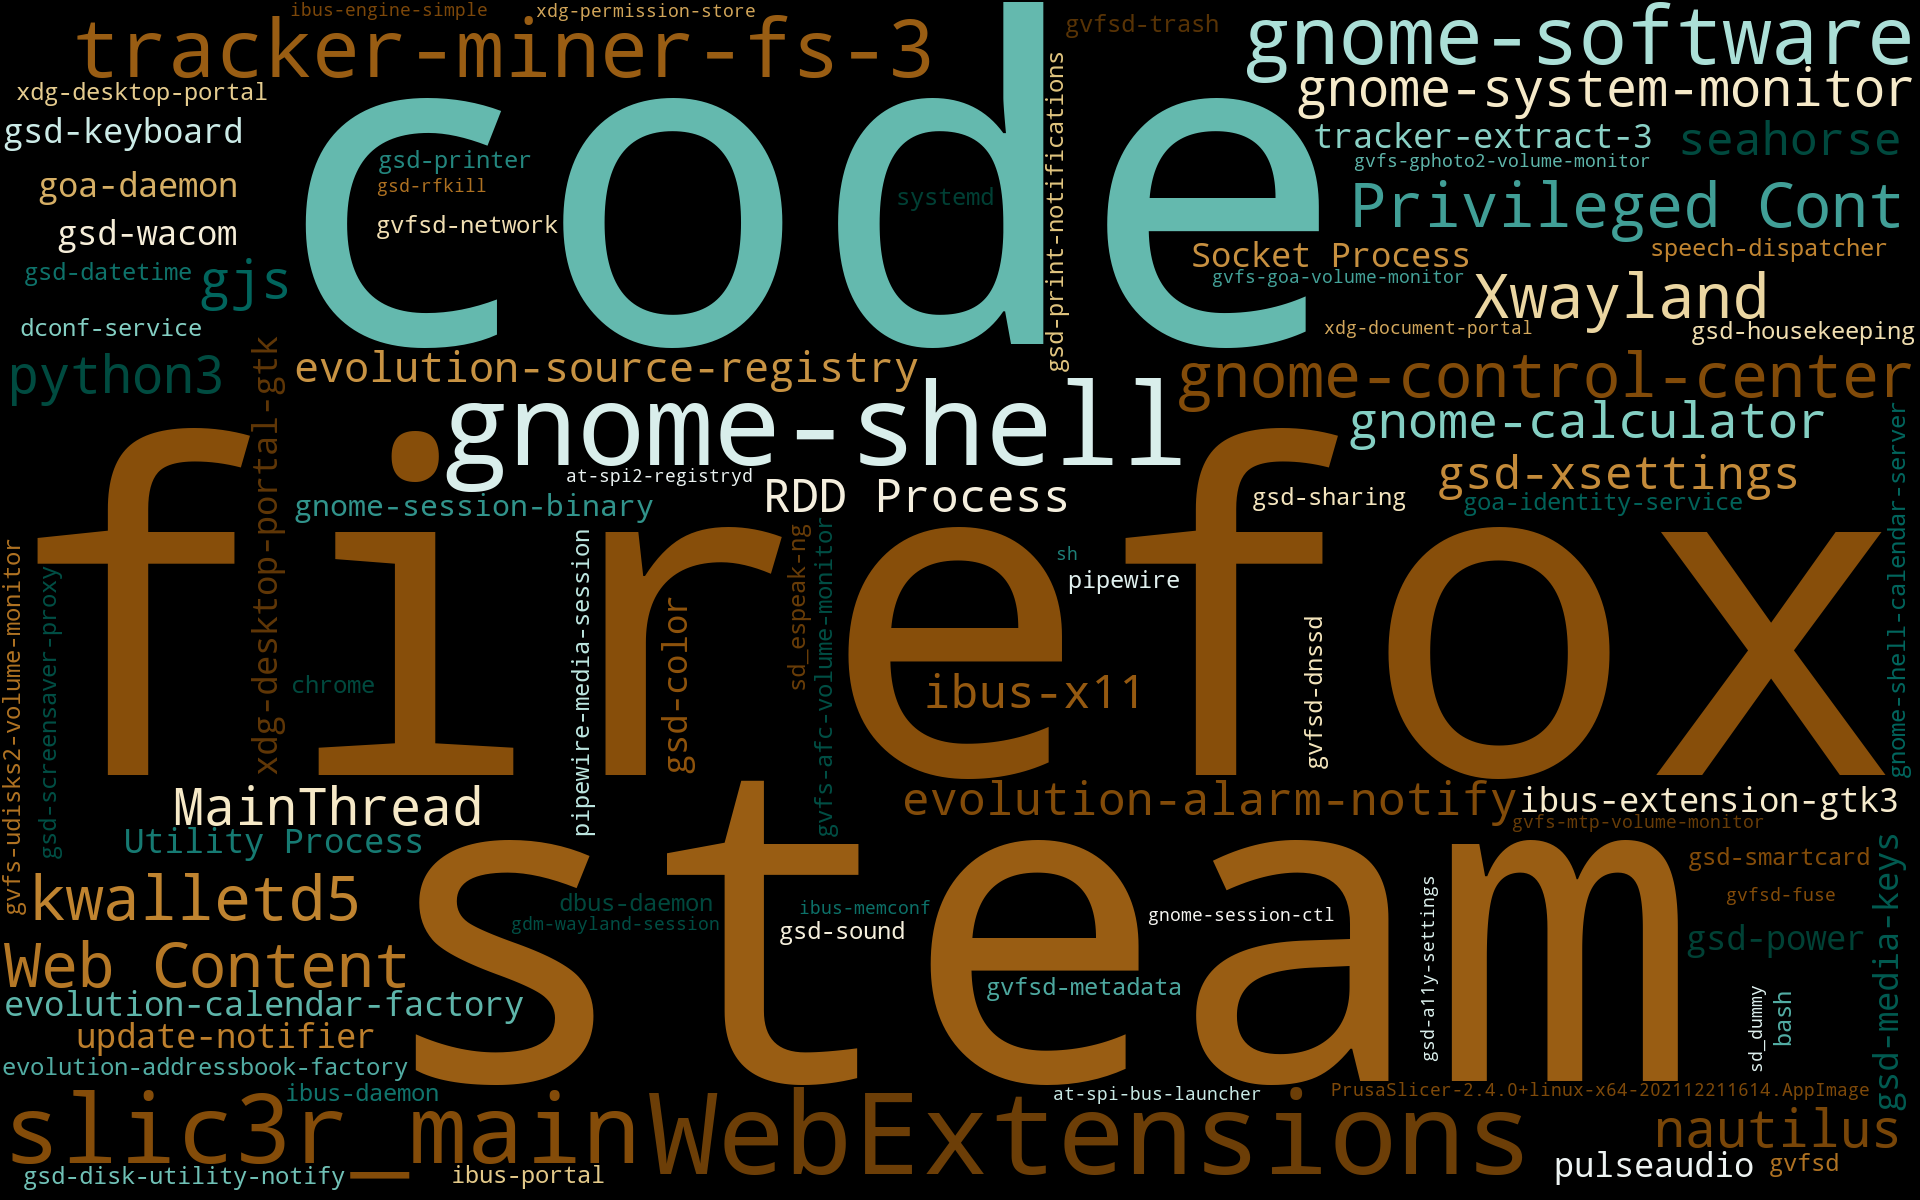 ibus-engine-simple
xdg-permission-store
gvfsd-trash
tracker-miner-fs-3
gnome-software
xdg-desktop-portal
gnome-system-monitor
code
gsd-keyboard
tracker-extract-3
seahorse
gsd-printer
gvfs-gphoto2-volume-monitor
goa-daemon
gsd-rfkill
systemd
gsd-print-notifications
Privileged Cont
gsd-wacom
gvfsd-network
Socket Process
speech-dispatcher
gsd-datetime
gjs
gvfs-goa-volume-monitor
Xwayland
dconf-service
xdg-document-portal
gsd-housekeeping
python3
xdg-desktop-portal-gtk
evolution-source-registry
gnome-control-center
gnome-shell
gnome-calculator
at-spi2-registryd
gsd-xsettings
gnome-session-binary
RDD Process
gsd-sharing
goa-identity-service
gnome-shell-calendar-server
firefox
gvfs-udisks2-volume-monitor
gsd-screensaver-proxy
pipewire-media-session
sd_espeak-ng
gvfs-afc-volume-monitor
sh
pipewire
gsd-color
gvfsd-dnssd
chrome
ibus-x11
MainThread
evolution-alarm-notify
ibus-extension-gtk3
gvfs-mtp-volume-monitor
Utility Process
steam
gsd-smartcard
gsd-media-keys
kwalletd5
dbus-daemon
ibus-memconf
gnome-session-ctl
gsd-a11y-settings
gvfsd-fuse
gdm-wayland-session
gsd-sound
gsd-power
Web Content
gvfsd-metadata
evolution-calendar-factory
sd_dummy
bash
update-notifier
evolution-addressbook-factory
ibus-daemon
at-spi-bus-launcher
PrusaSlicer-2.4.0+linux-x64-202112211614.AppImage
slic3r_main
WebExtensions
nautilus
gsd-disk-utility-notify
ibus-portal
pulseaudio
gvfsd